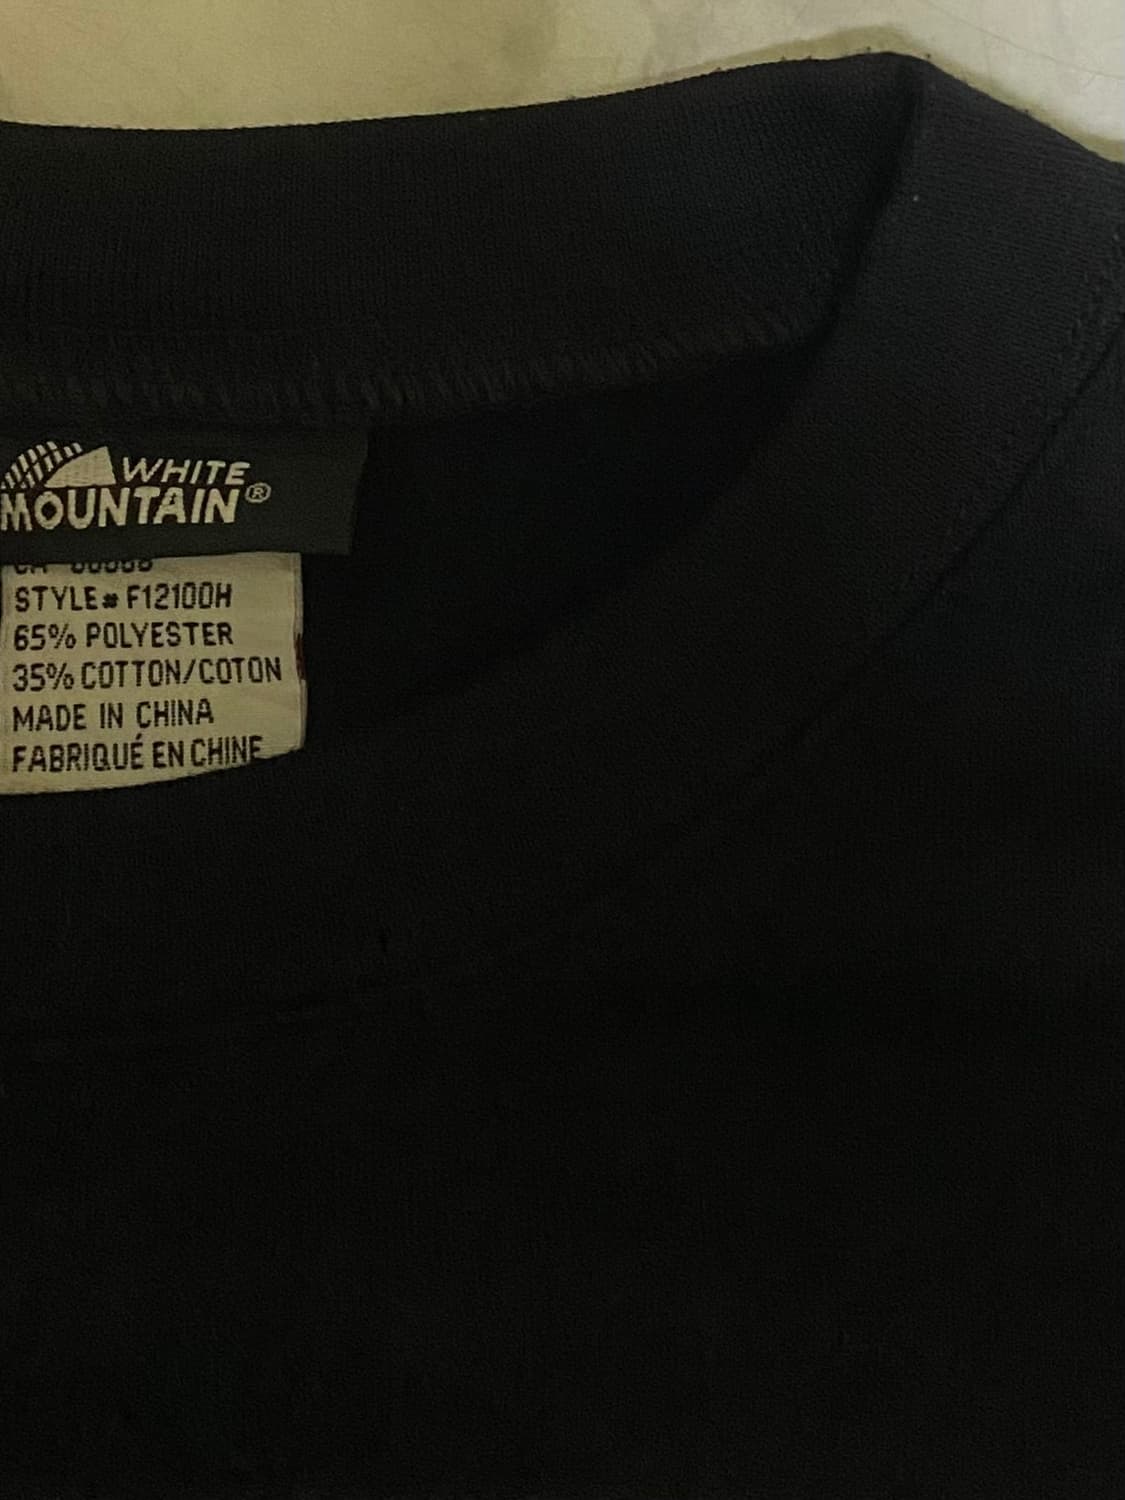 WHITE
MOUNTAIN®
STYLE# F12100H
65% POLYESTER
35% COTTON/COTON
MADE IN CHINA
FABRIQUÉ EN CHINE